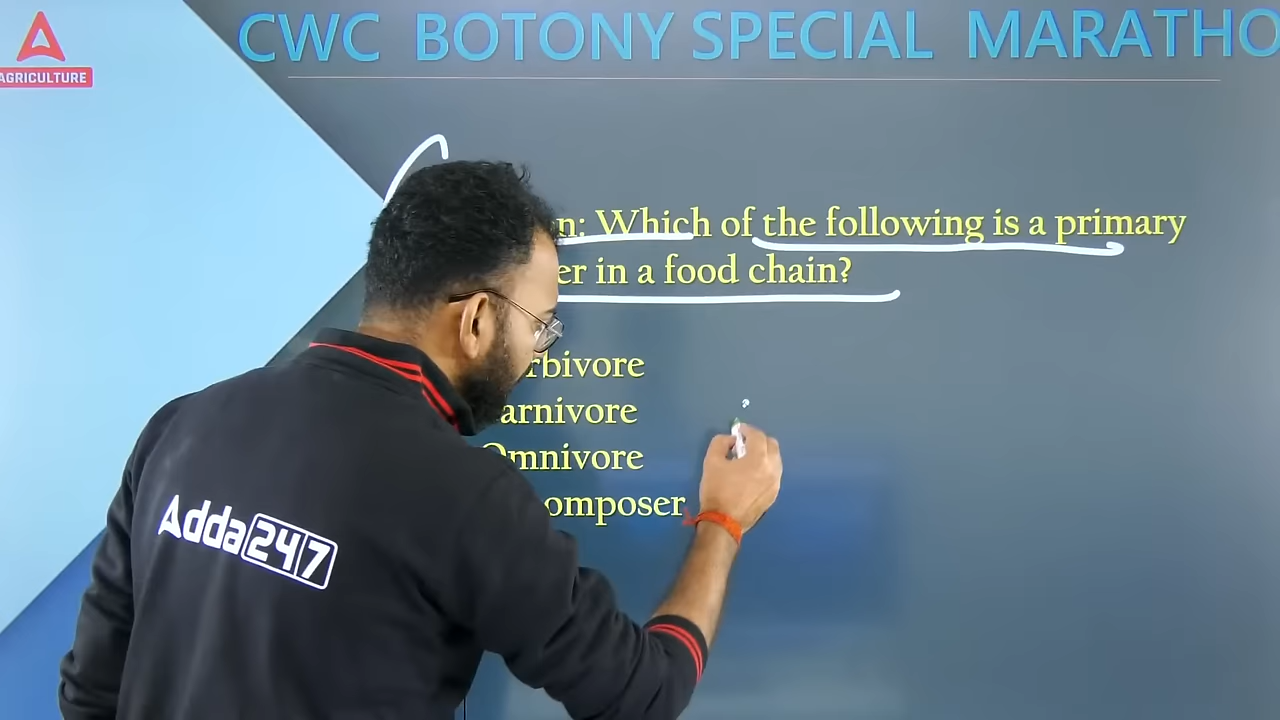 CWC BOTONY SPECIAL MARATHO
AGRICULTURE
n: Which of the following is a primary
er in a food chain?
rbivore
arnivore
Omnivore
omposer
Adda247